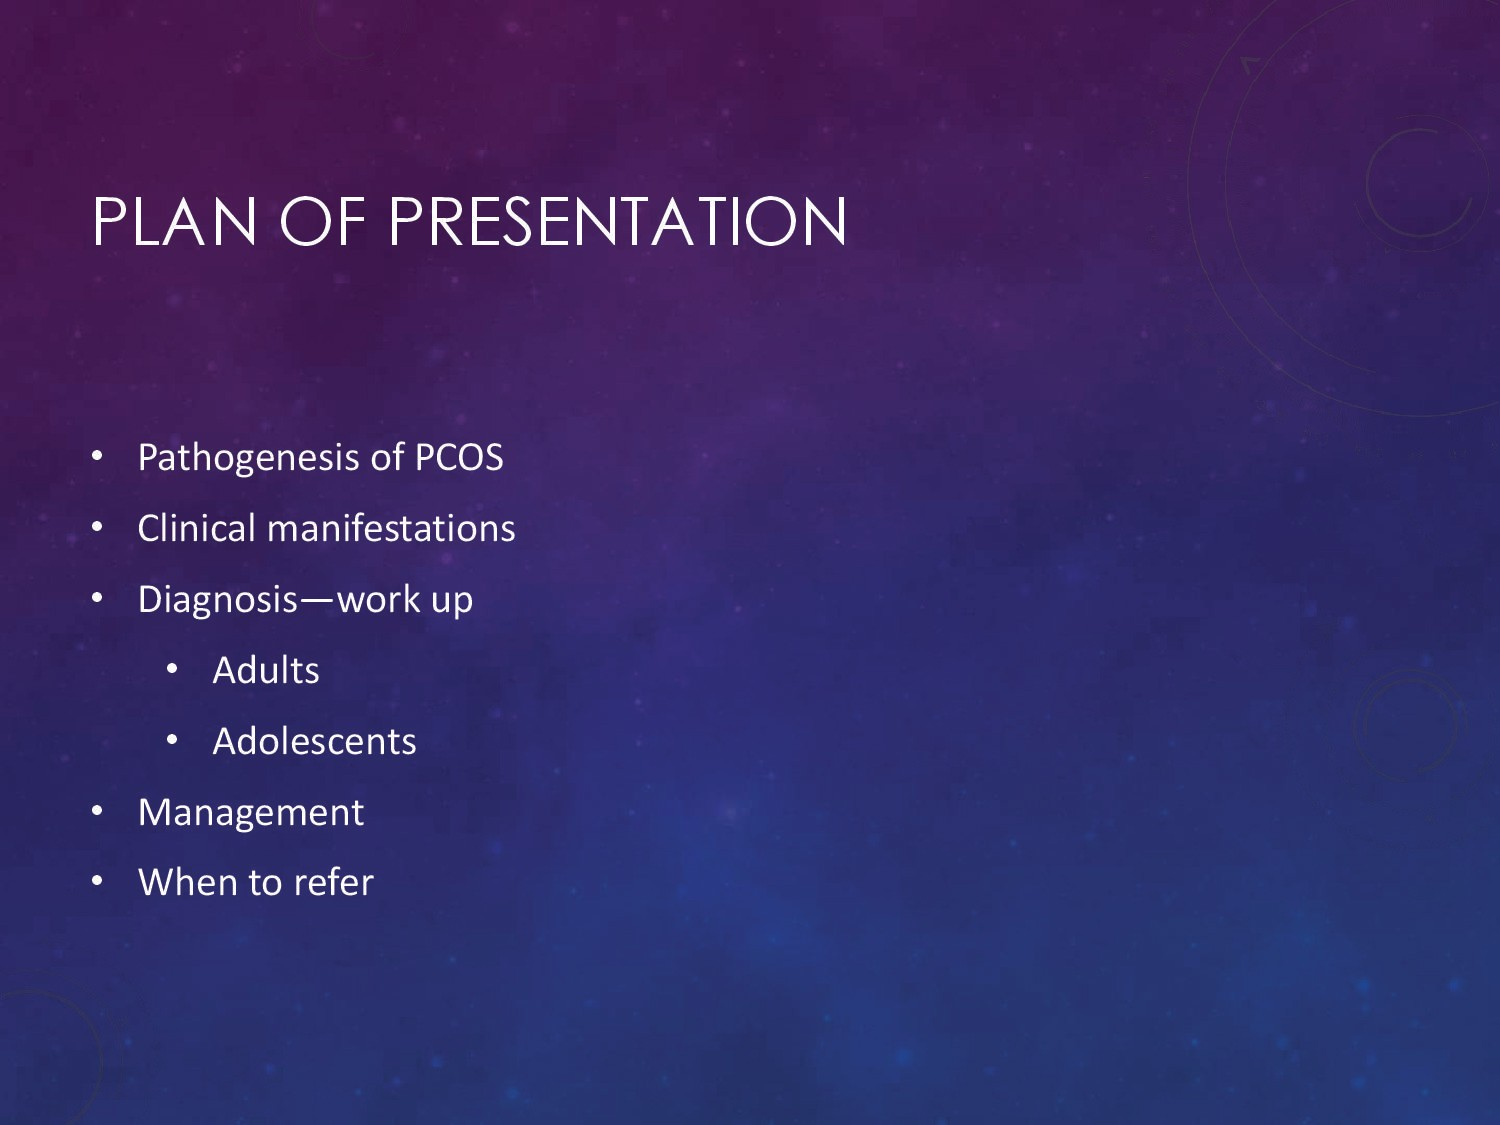 PLAN OF PRESENTATION
• Pathogenesis of PCOS
• Clinical manifestations
• Diagnosis—work up
• Adults
• Adolescents
• Management
• When to refer